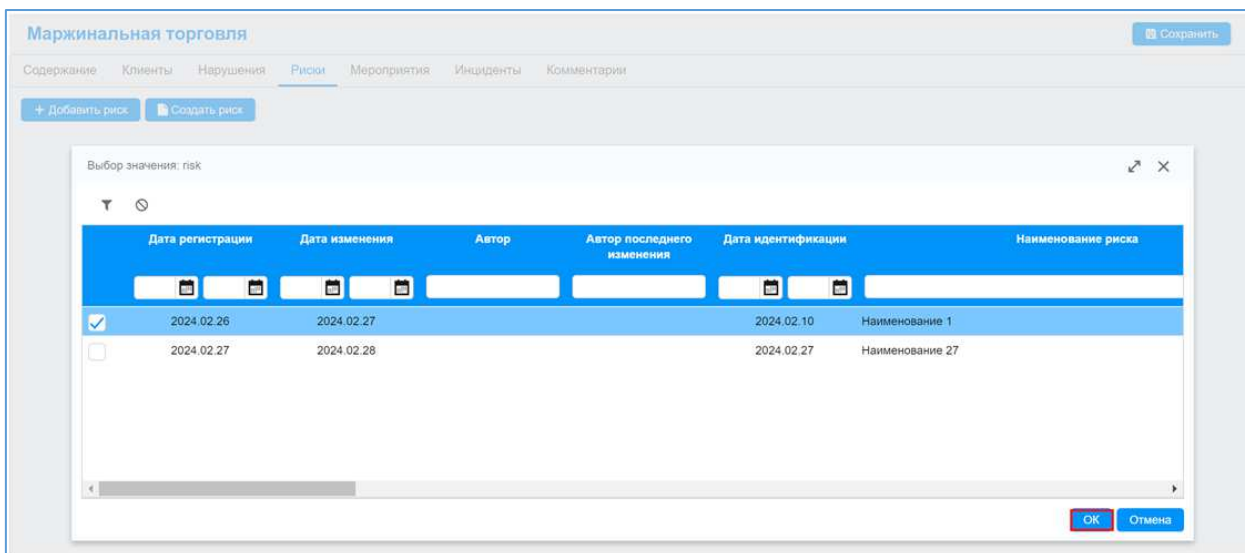 Маржинальная торговля
Сохранить
Содержание Клиенты Нарушения Риски Мероприятия Инциденты Комментарии
+ Добавить риск Создать риск
Выбор значения: risk
Дата регистрации Дата изменения Автор Автор последнего изменения Дата идентификации Наименование риска
2024.02.26 2024.02.27 2024.02.10 Наименование 1
2024.02.27 2024.02.28 2024.02.27 Наименование 27
ОК Отмена